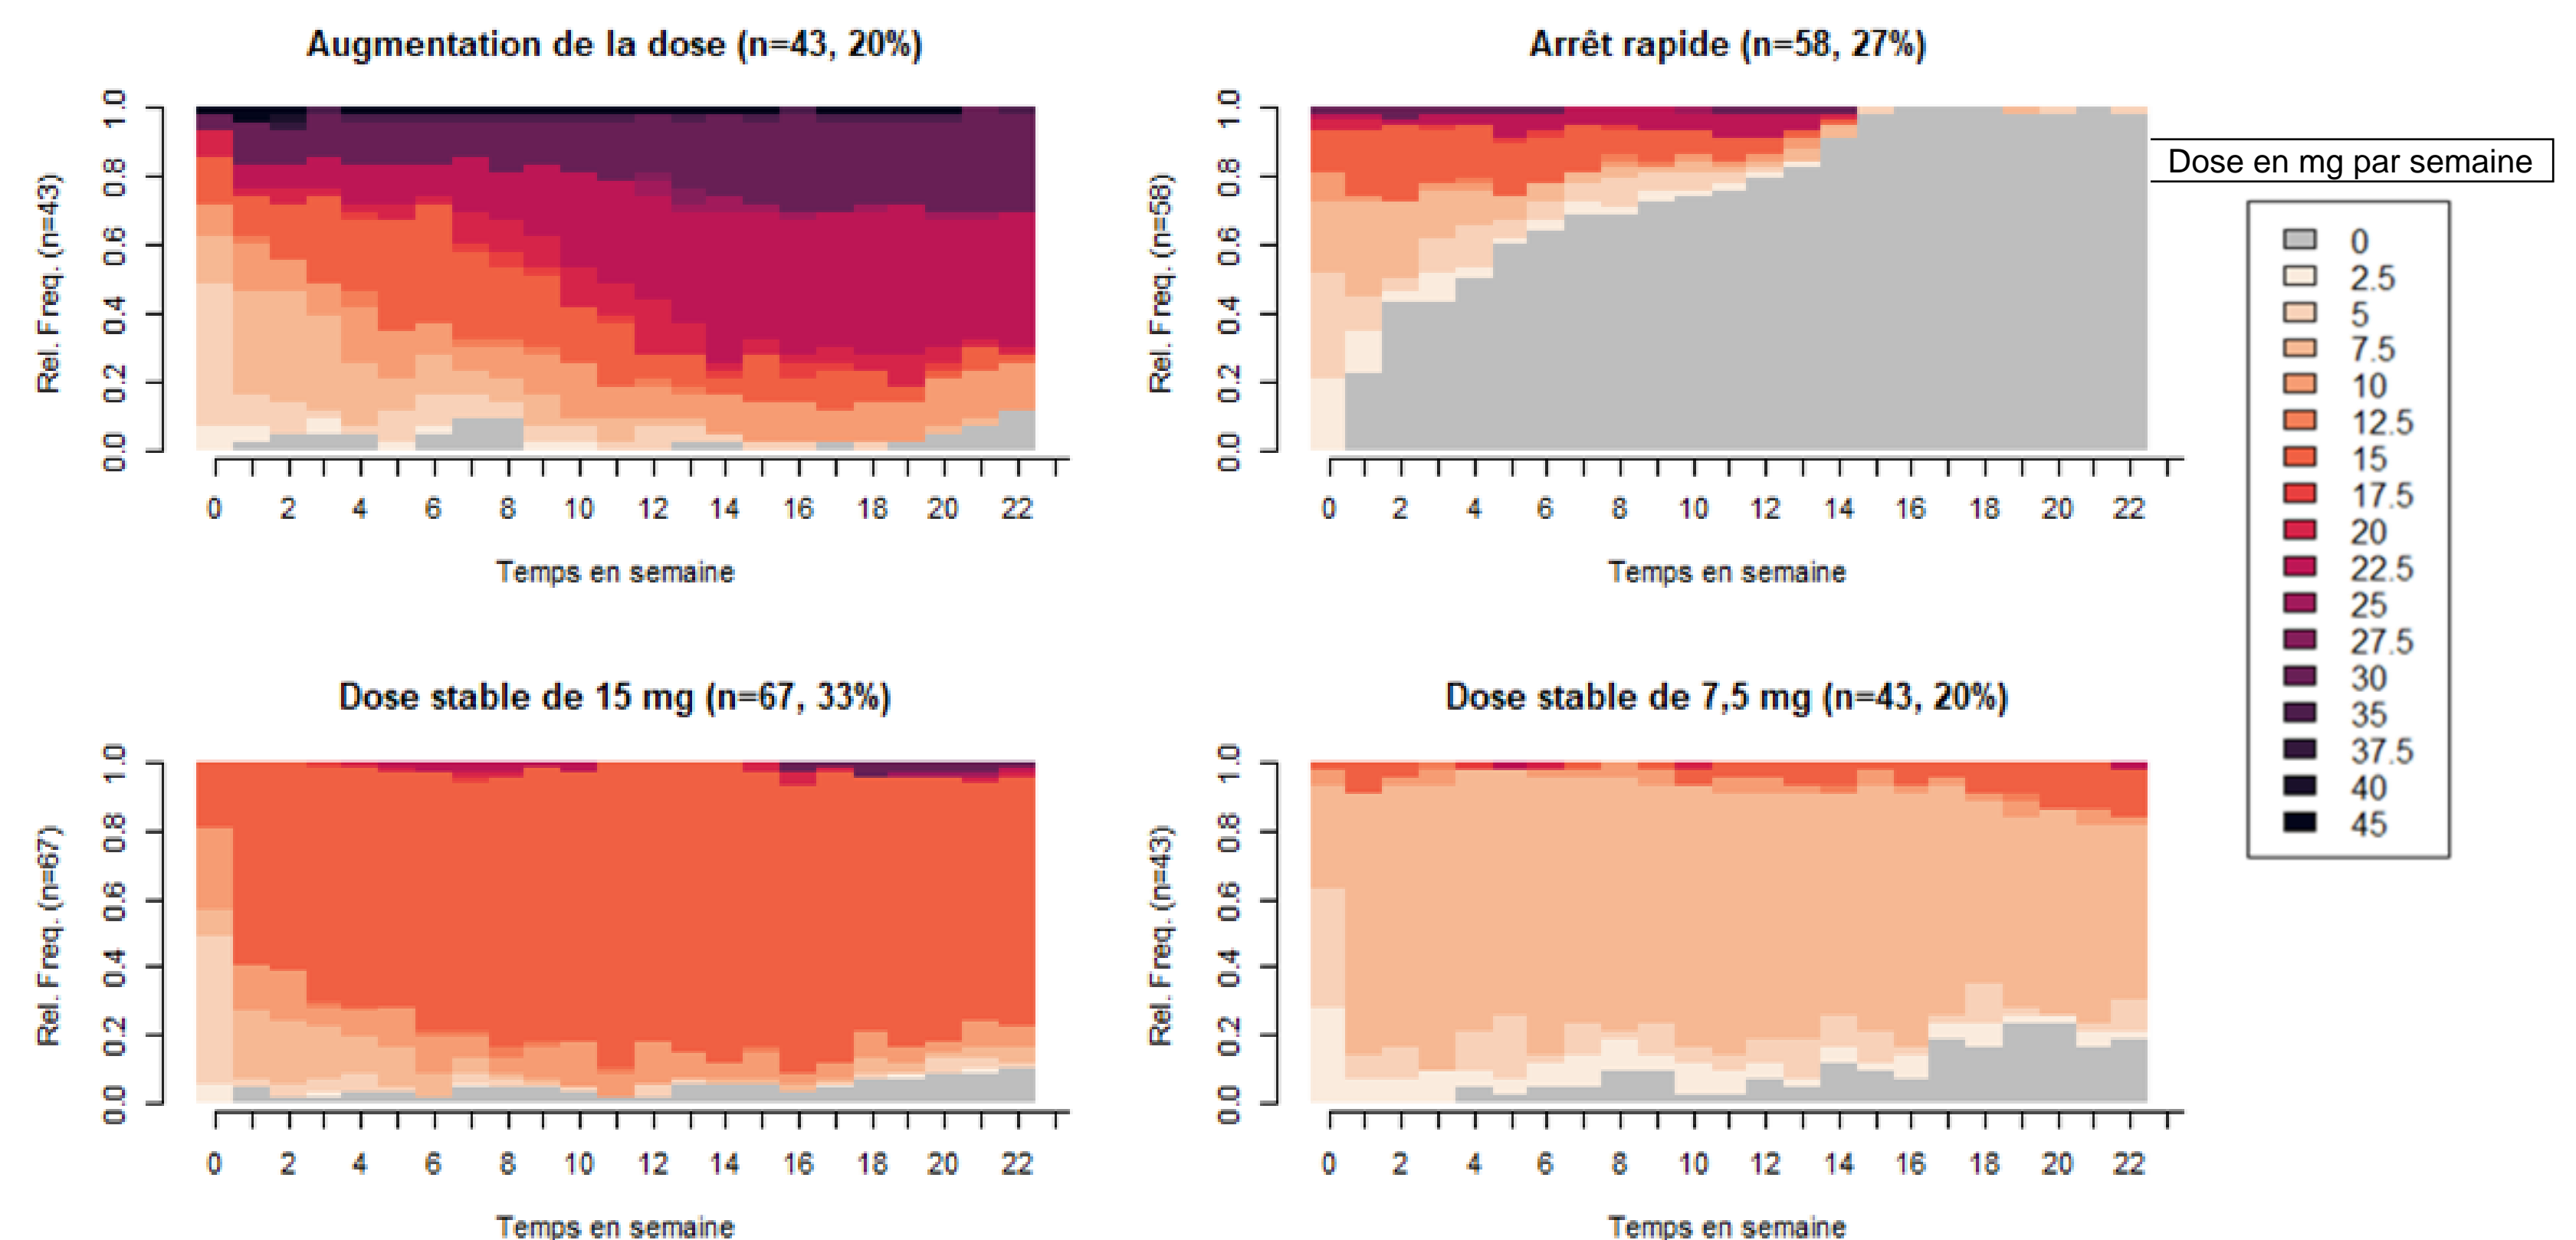 Augmentation de la dose (n=43, 20%)
Rel. Freq. (n=43)
0.0 0.2 0.4 0.6 0.8 1.0
0 2 4 6 8 10 12 14 16 18 20 22
Temps en semaine
Arrêt rapide (n=58, 27%)
Rel. Freq. (n=58)
0.0 0.2 0.4 0.6 0.8 1.0
0 2 4 6 8 10 12 14 16 18 20 22
Temps en semaine
Dose en mg par semaine
0
2.5
5
7.5
10
12.5
15
17.5
20
22.5
25
27.5
30
35
37.5
40
45
Dose stable de 15 mg (n=67, 33%)
Rel. Freq. (n=67)
0.0 0.2 0.4 0.6 0.8 1.0
0 2 4 6 8 10 12 14 16 18 20 22
Temps en semaine
Dose stable de 7,5 mg (n=43, 20%)
Rel. Freq. (n=43)
0.0 0.2 0.4 0.6 0.8 1.0
0 2 4 6 8 10 12 14 16 18 20 22
Temps en semaine